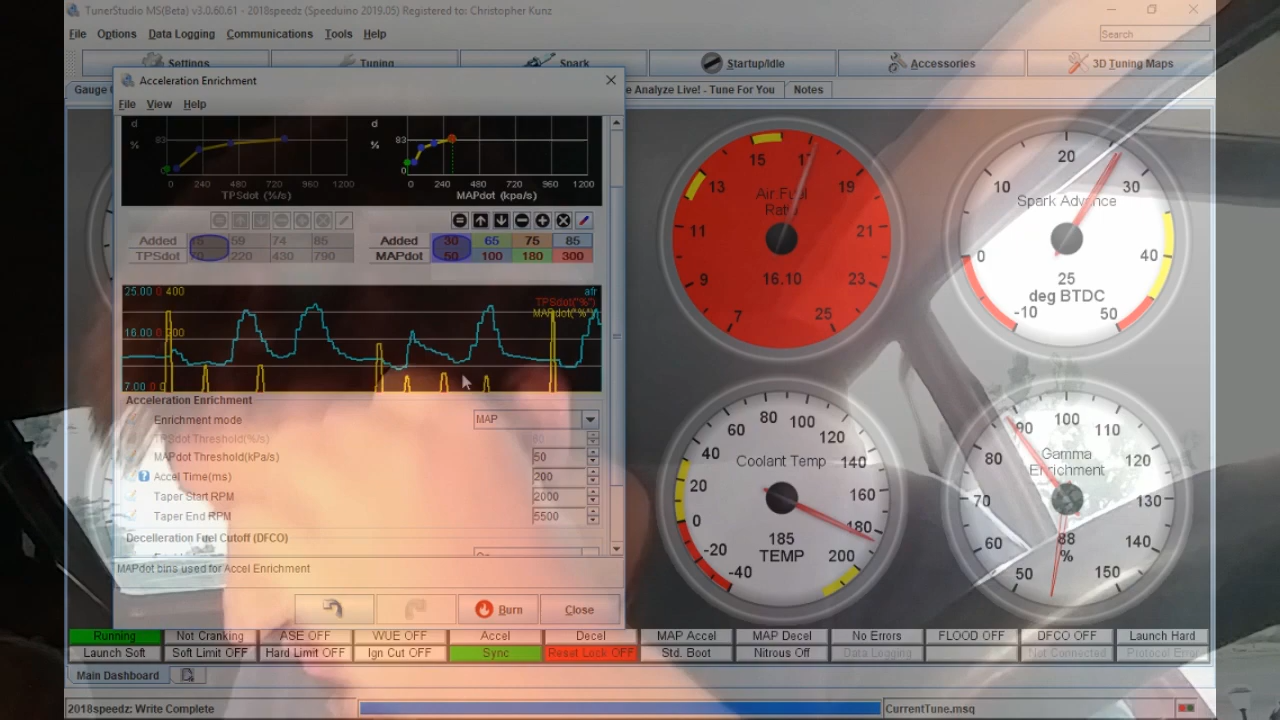 TunerStudio MS(Beta) v3.0.60.61 - 2018speedz (Speeduino 2019.05) Registered to: Christopher Kunz
File Options Data Logging Communications Tools Help
Search
Settings Tuning Spark Startup/Idle Accessories 3D Tuning Maps
Gauge e Analyze Live! - Tune For You Notes
Acceleration Enrichment
File View Help
d
%
83
0 240 480 720 960 1200
TPSdot (%/s)
d
%
83
0 240 480 720 960 1200
MAPdot (kpa/s)
Added 15 59 74 85
TPSdot 70 220 430 790
Added 30 65 75 85
MAPdot 50 100 180 300
25.00 0 400
afr
TPSdot("%")
MAPdot("%")
16.00 200
7.00 0
Acceleration Enrichment
Enrichment mode MAP
TPSdot Threshold(%/s)
MAPdot Threshold(kPa/s) 50
Accel Time(ms) 200
Taper Start RPM 2000
Taper End RPM 5500
Decelleration Fuel Cutoff (DFCO)
MAPdot bins used for Accel Enrichment
Burn Close
7 9 11 13 15 17 19 21 23 25
Air Fuel
Ratio
16.10
-10 0 10 20 30 40 50
Spark Advance
25
deg BTDC
-40 -20 0 20 40 60 80 100 120 140 160 180 200
Coolant Temp
185
TEMP
50 60 70 80 90 100 110 120 130 140 150
Gamma
Enrichment
88
%
Running Not Cranking ASE OFF WUE OFF Accel Decel MAP Accel MAP Decel No Errors FLOOD OFF DFCO OFF Launch Hard
Launch Soft Soft Limit OFF Hard Limit OFF Ign Cut OFF Sync Reset Lock OFF Std. Boot Nitrous Off Data Logging Not Connected Protocol Error
Main Dashboard
2018speedz: Write Complete
CurrentTune.msq